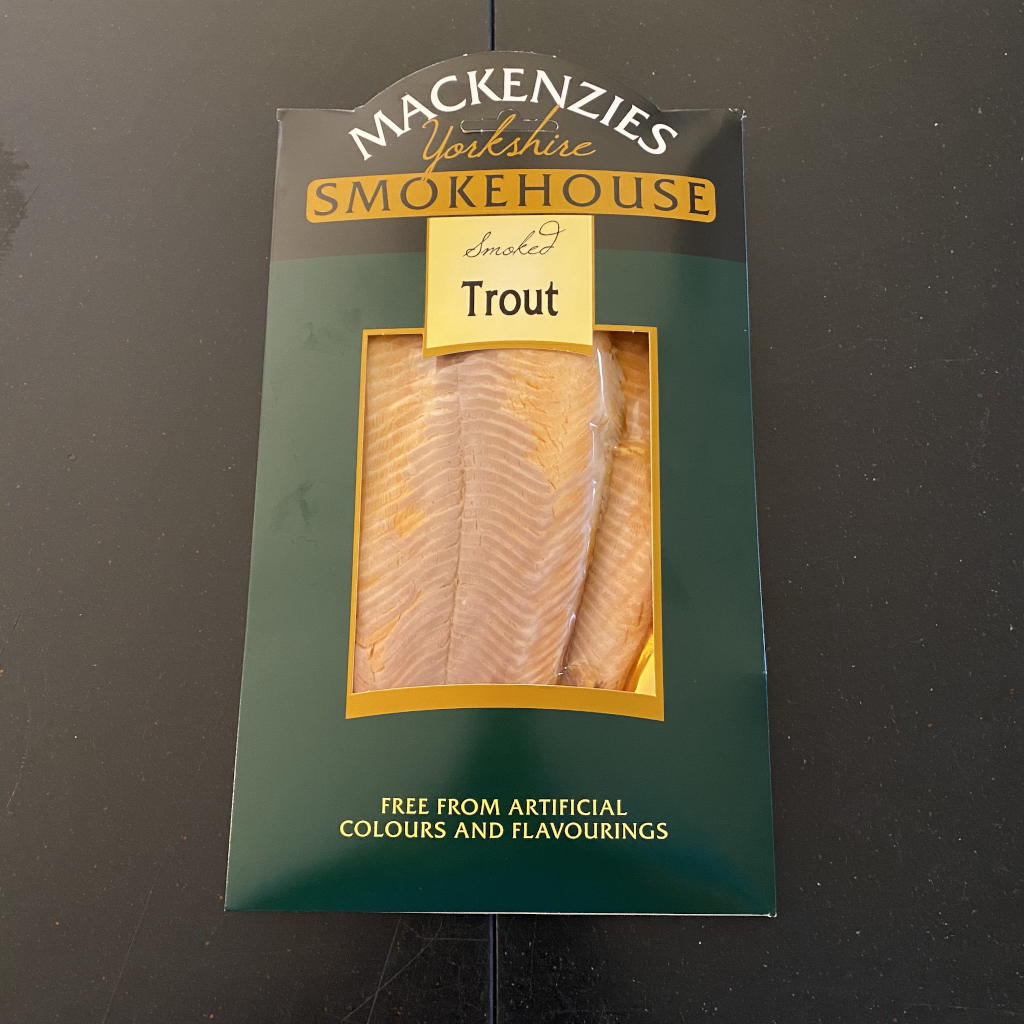 MACKENZIES
Yorkshire
SMOKEHOUSE
Smoked
Trout
FREE FROM ARTIFICIAL
COLOURS AND FLAVOURINGS